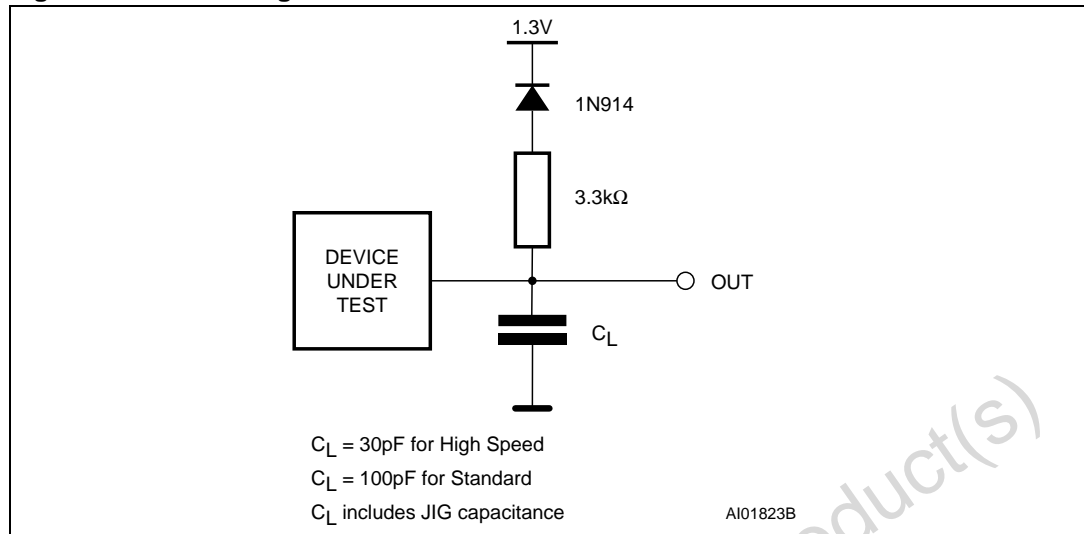 1.3V
1N914
3.3kΩ
DEVICE
UNDER
TEST
OUT
CL
CL = 30pF for High Speed
CL = 100pF for Standard
CL includes JIG capacitance
AI01823B